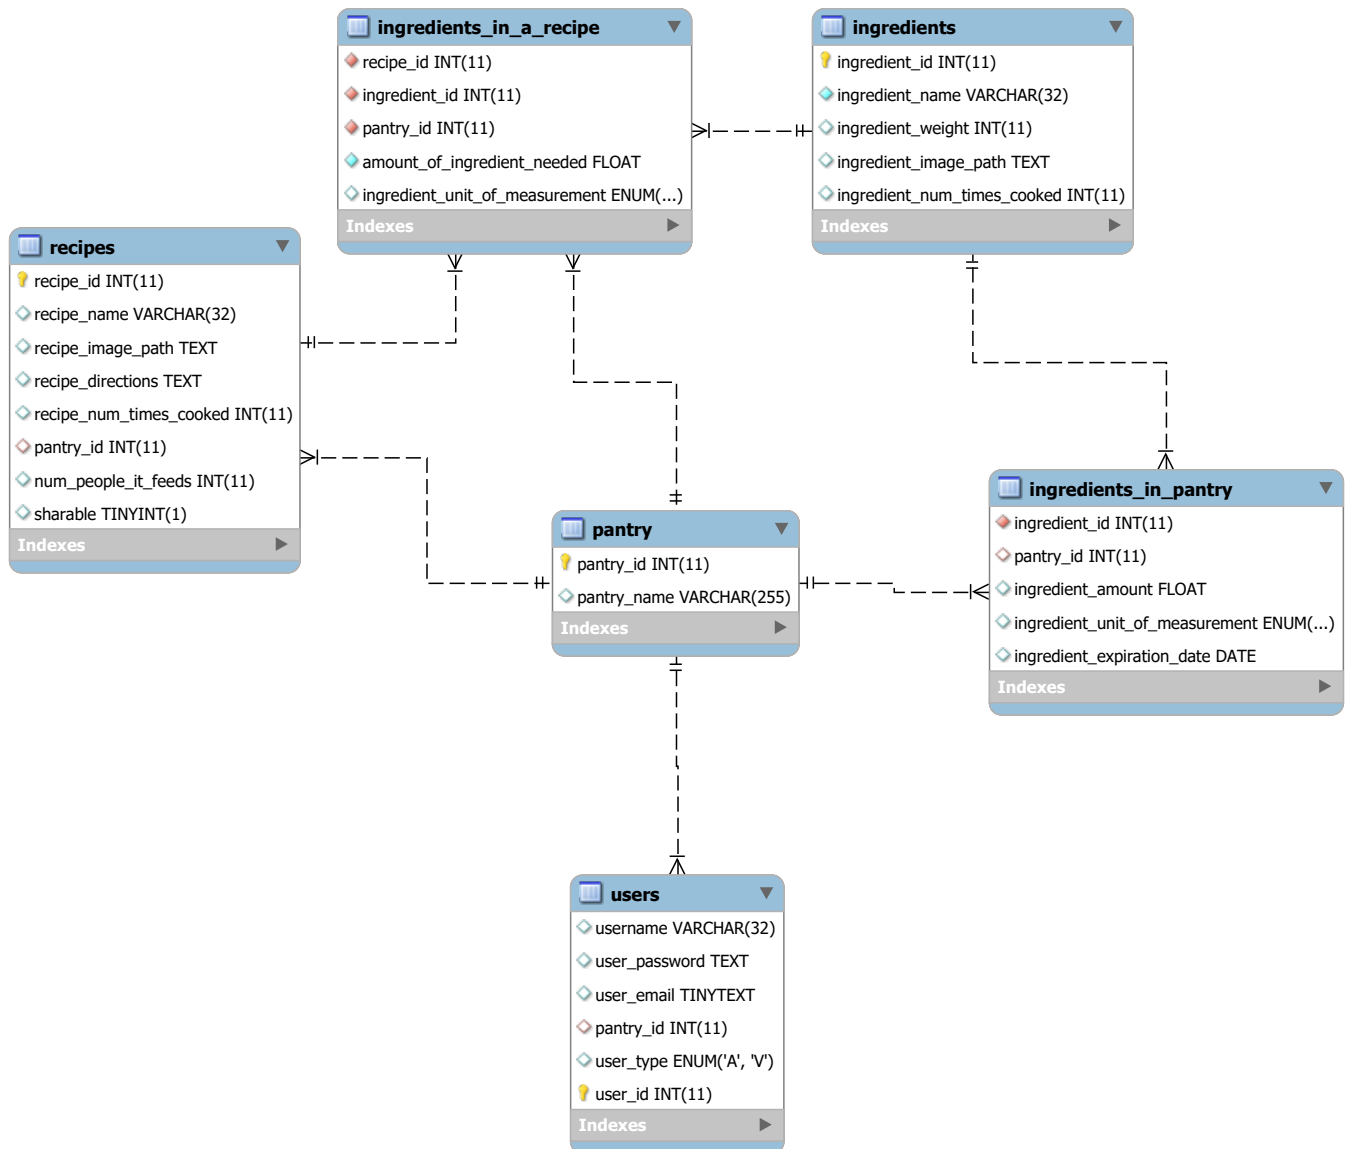 ingredients_in_a_recipe
recipe_id INT(11)
ingredient_id INT(11)
pantry_id INT(11)
amount_of_ingredient_needed FLOAT
ingredient_unit_of_measurement ENUM(...)
Indexes
ingredients
ingredient_id INT(11)
ingredient_name VARCHAR(32)
ingredient_weight INT(11)
ingredient_image_path TEXT
ingredient_num_times_cooked INT(11)
Indexes
recipes
recipe_id INT(11)
recipe_name VARCHAR(32)
recipe_image_path TEXT
recipe_directions TEXT
recipe_num_times_cooked INT(11)
pantry_id INT(11)
num_people_it_feeds INT(11)
sharable TINYINT(1)
Indexes
pantry
pantry_id INT(11)
pantry_name VARCHAR(255)
Indexes
ingredients_in_pantry
ingredient_id INT(11)
pantry_id INT(11)
ingredient_amount FLOAT
ingredient_unit_of_measurement ENUM(...)
ingredient_expiration_date DATE
Indexes
users
username VARCHAR(32)
user_password TEXT
user_email TINYTEXT
pantry_id INT(11)
user_type ENUM('A', 'V')
user_id INT(11)
Indexes